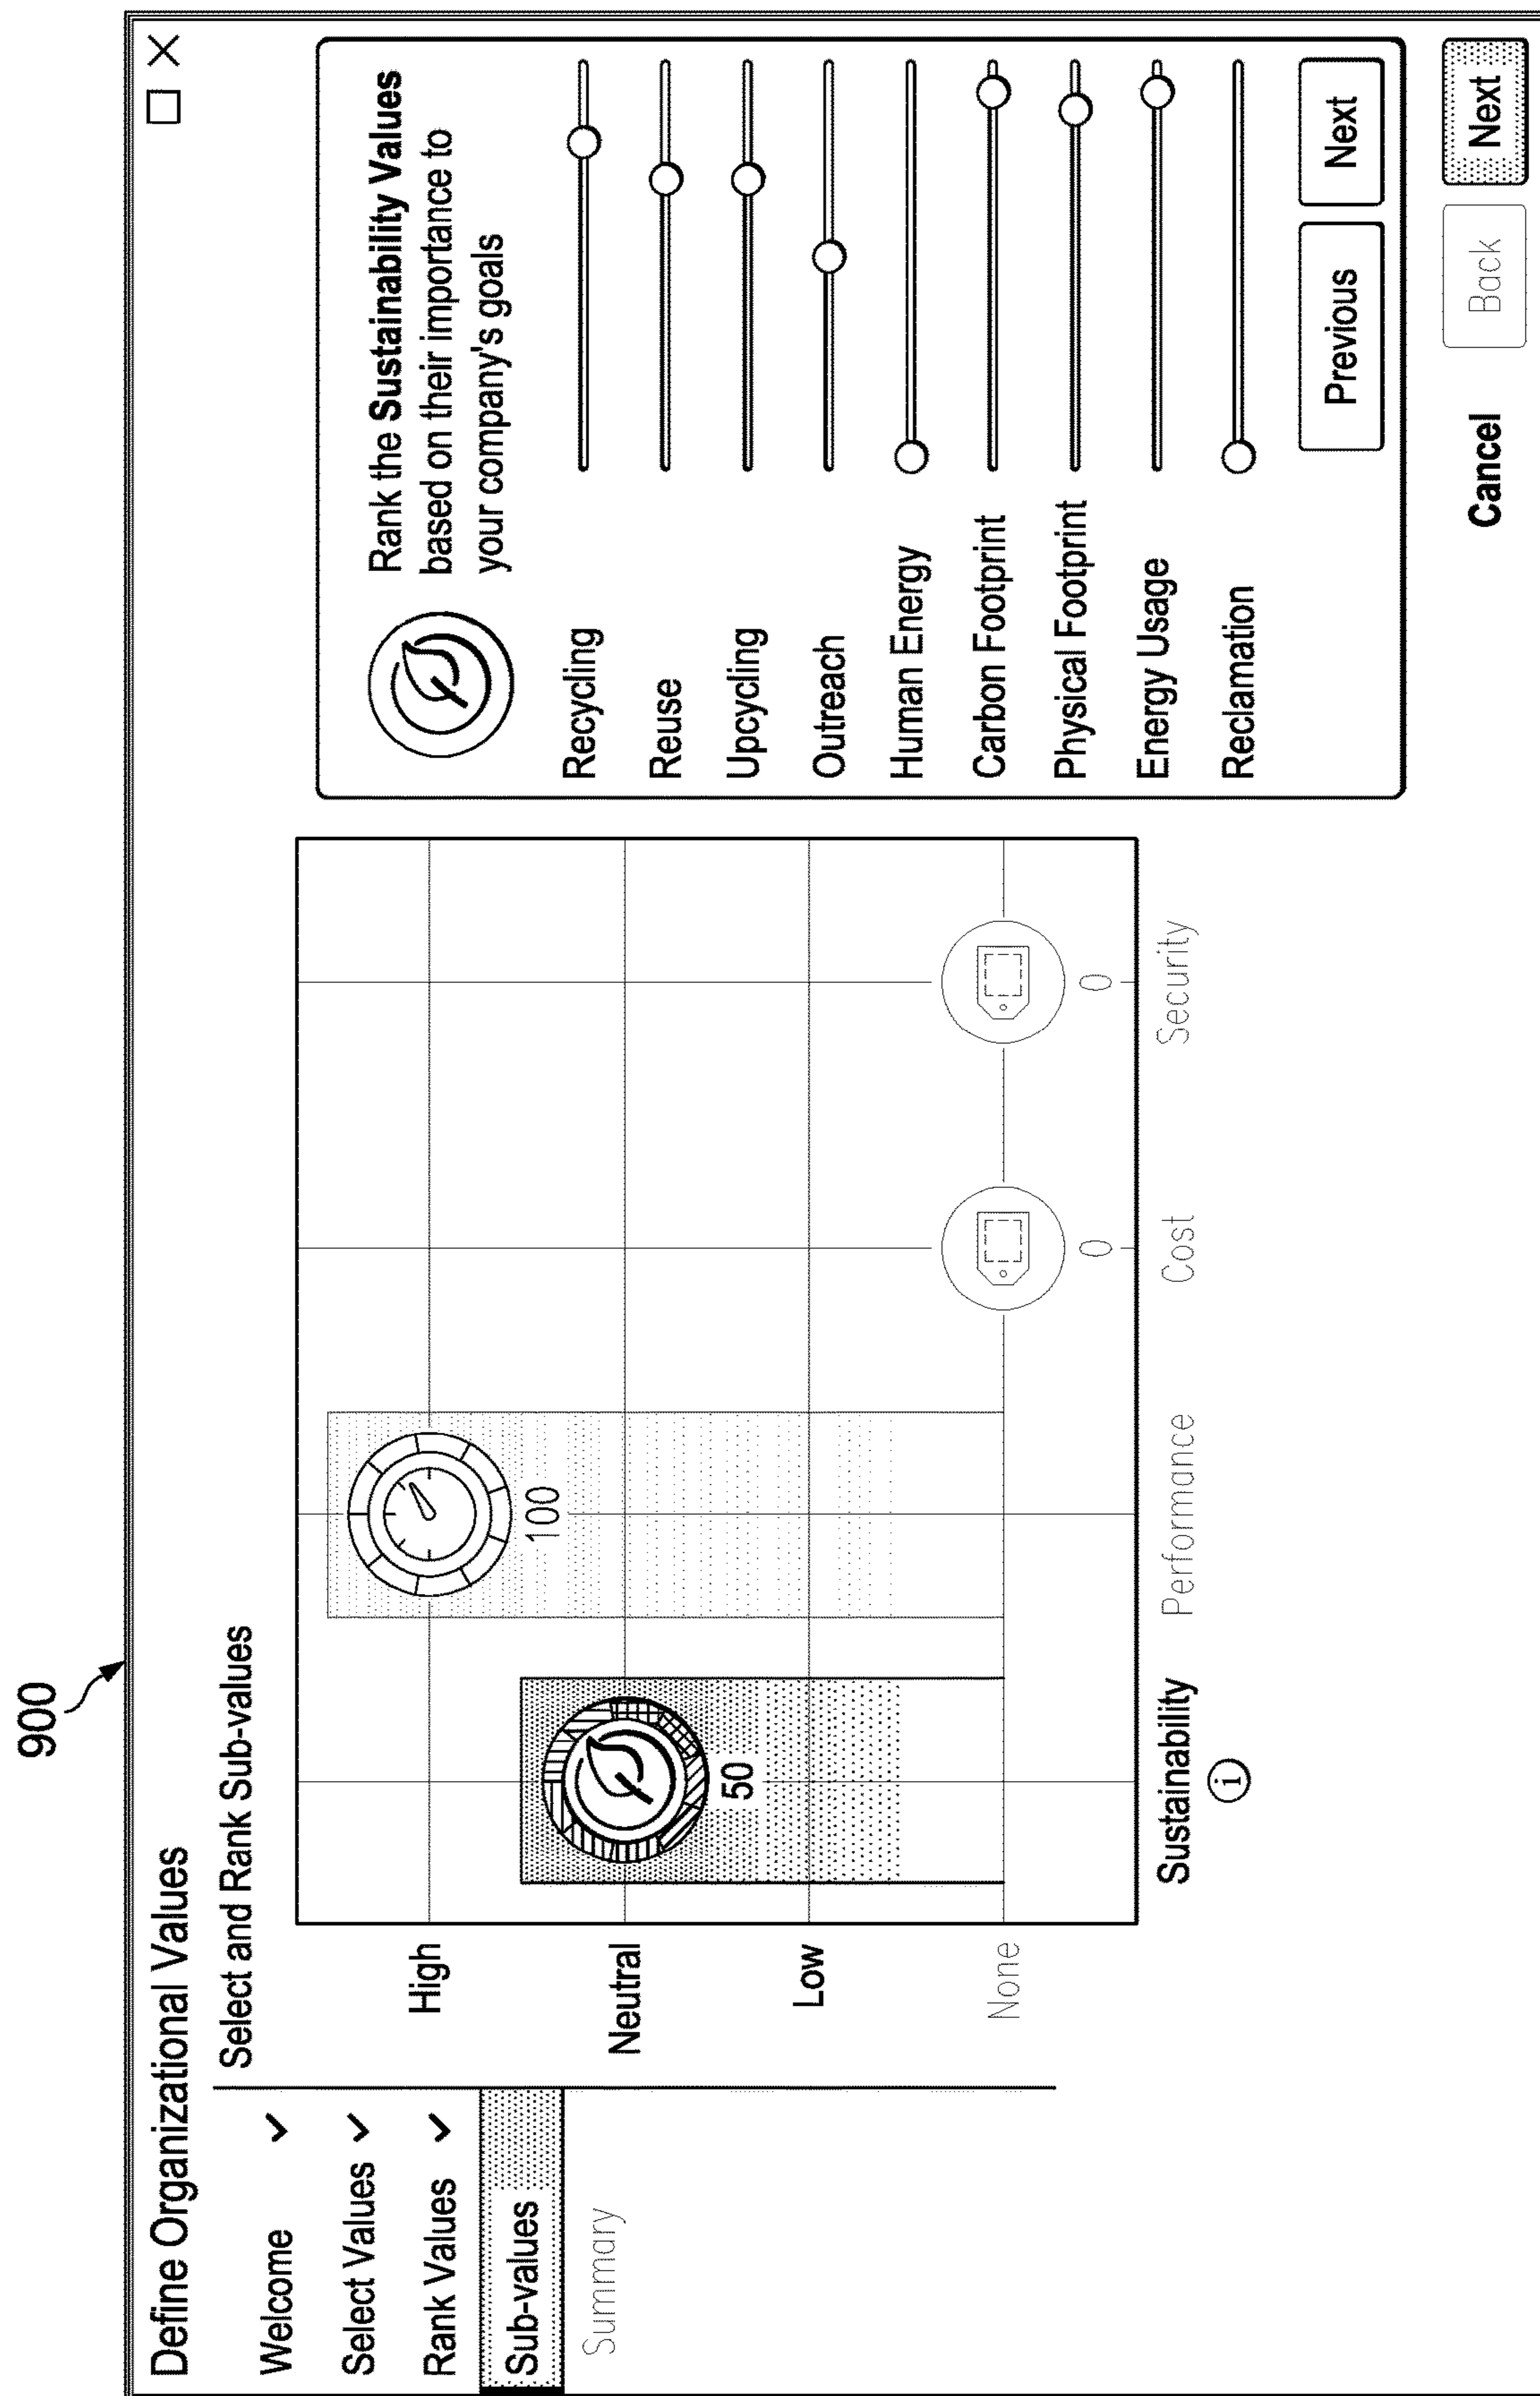 900
Define Organizational Values
Welcome
Select Values
Rank Values
Sub-values
Summary
Select and Rank Sub-values
High
Neutral
Low
None
50
100
0
0
Sustainability
i
Performance
Cost
Security
Rank the Sustainability Values
based on their importance to
your company's goals
Recycling
Reuse
Upcycling
Outreach
Human Energy
Carbon Footprint
Physical Footprint
Energy Usage
Reclamation
Previous
Next
Cancel
Back
Next